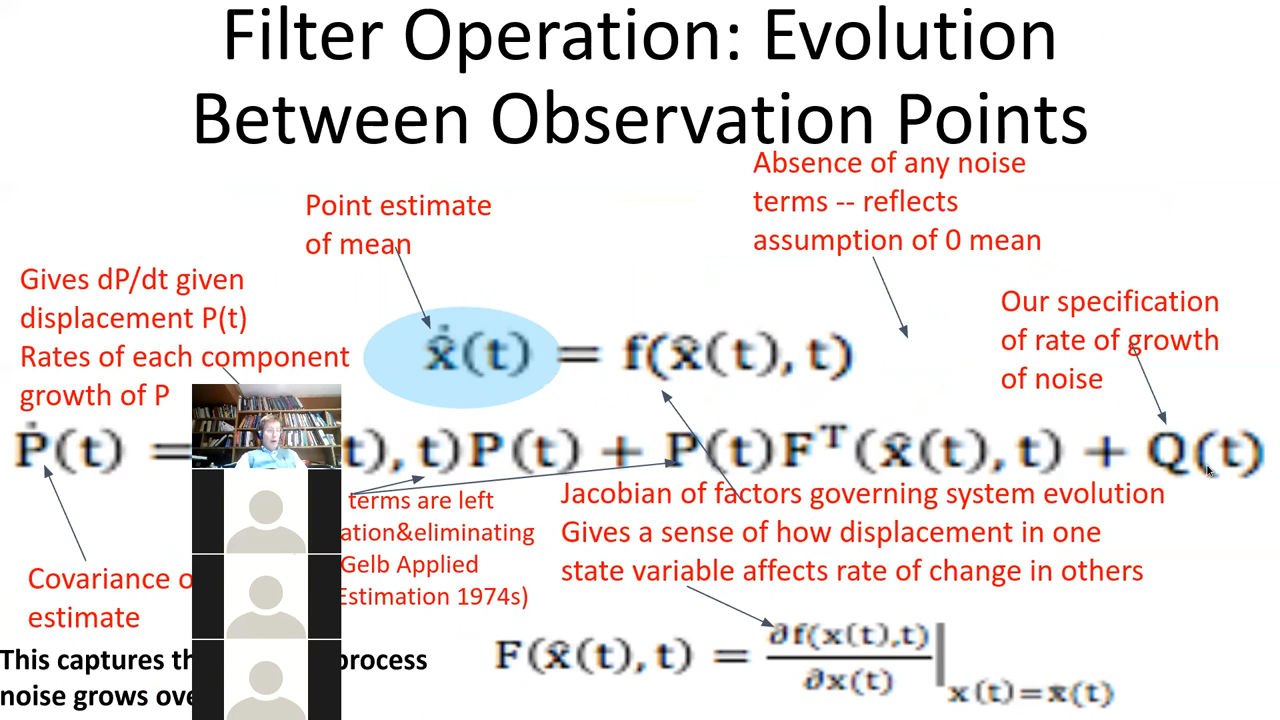 Filter Operation: Evolution
Between Observation Points
Absence of any noise
terms -- reflects
assumption of 0 mean
Point estimate
of mean
Gives dP/dt given
displacement P(t)
Rates of each component
growth of P
Our specification
of rate of growth
of noise
x̂̇(t) = f(x̂(t), t)
Ṗ(t) = t), t)P(t) + P(t)Fᵀ(x̂(t), t) + Q(t)
terms are left
ation&eliminating
Gelb Applied
Estimation 1974s)
Jacobian of factors governing system evolution
Gives a sense of how displacement in one
state variable affects rate of change in others
Covariance o
estimate
This captures th process
noise grows ove
F(x̂(t), t) = ∂f(x(t),t)/∂x(t) | x(t)=x̂(t)